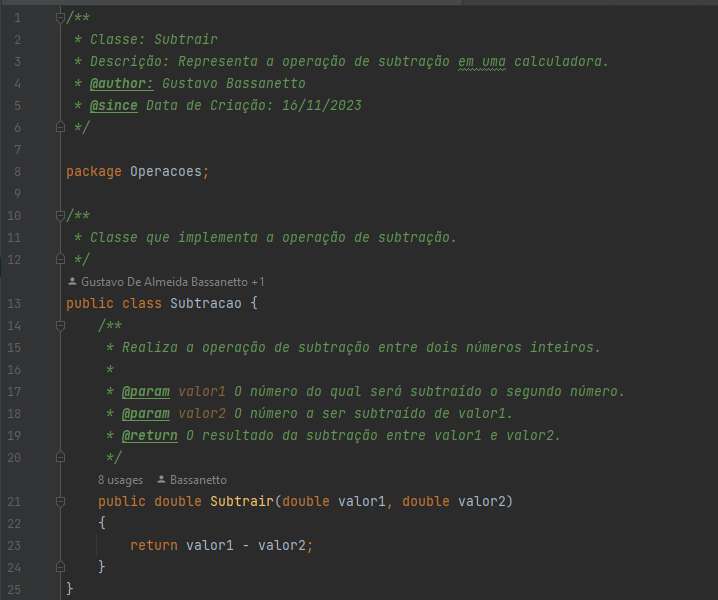 1 /**
2 * Classe: Subtrair
3 * Descrição: Representa a operação de subtração em uma calculadora.
4 * @author: Gustavo Bassanetto
5 * @since Data de Criação: 16/11/2023
6 */
7
8 package Operacoes;
9
10 /**
11 * Classe que implementa a operação de subtração.
12 */
Gustavo De Almeida Bassanetto +1
13 public class Subtracao {
14 /**
15 * Realiza a operação de subtração entre dois números inteiros.
16 *
17 * @param valor1 O número do qual será subtraído o segundo número.
18 * @param valor2 O número a ser subtraído de valor1.
19 * @return O resultado da subtração entre valor1 e valor2.
20 */
8 usages Bassanetto
21 public double Subtrair(double valor1, double valor2)
22 {
23 return valor1 - valor2;
24 }
25 }